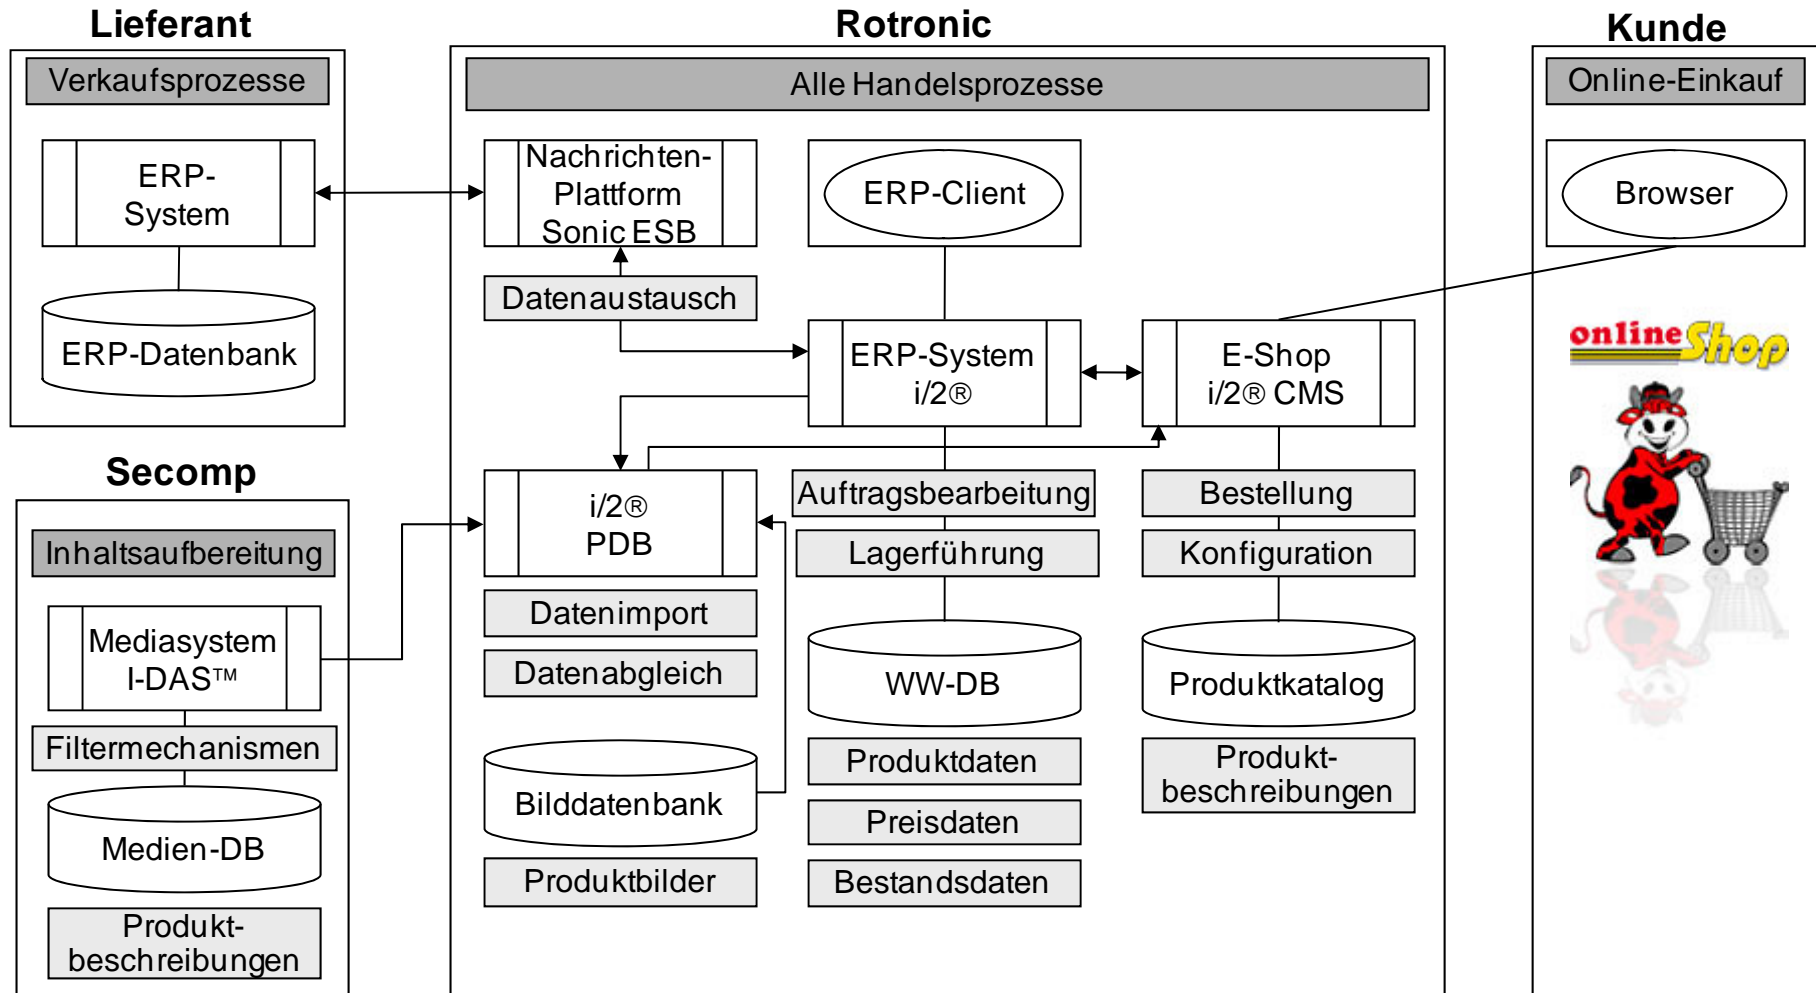 Lieferant
Verkaufsprozesse
ERP-
System
ERP-Datenbank
Secomp
Inhaltsaufbereitung
Mediasystem
I-DAS™
Filtermechanismen
Medien-DB
Produkt-
beschreibungen
Rotronic
Alle Handelsprozesse
Nachrichten-
Plattform
Sonic ESB
Datenaustausch
ERP-Client
ERP-System
i/2®
E-Shop
i/2® CMS
i/2®
PDB
Datenimport
Datenabgleich
Bilddatenbank
Produktbilder
Auftragsbearbeitung
Lagerführung
WW-DB
Produktdaten
Preisdaten
Bestandsdaten
Bestellung
Konfiguration
Produktkatalog
Produkt-
beschreibungen
Kunde
Online-Einkauf
Browser
onlineShop